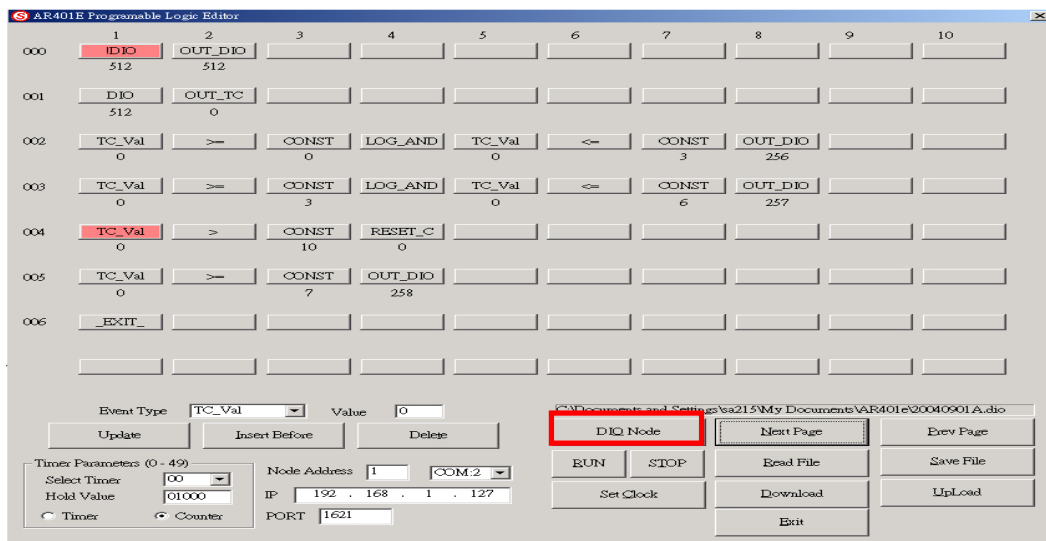 AR401E Programable Logic Editor
1 2 3 4 5 6 7 8 9 10
000 !DIO OUT_DIO
512 512
001 DIO OUT_TC
512 0
002 TC_Val >= CONST LOG_AND TC_Val <= CONST OUT_DIO
0 0 0 3 256
003 TC_Val >= CONST LOG_AND TC_Val <= CONST OUT_DIO
0 3 0 6 257
004 TC_Val > CONST RESET_C
0 10 0
005 TC_Val >= CONST OUT_DIO
0 7 258
006 _EXIT_
Event Type TC_Val Value 0
C:\Documents and Settings\sa215\My Documents\AR401e\20040901A.dio
Update Insert Before Delete
DIO Node Next Page Prev Page
Timer Parameters (0 - 49)
Select Timer 00
Hold Value 01000
Timer Counter
Node Address 1 COM:2
IP 192 . 168 . 1 . 127
PORT 1621
RUN STOP Read File Save File
Set Clock Download UpLoad
Exit